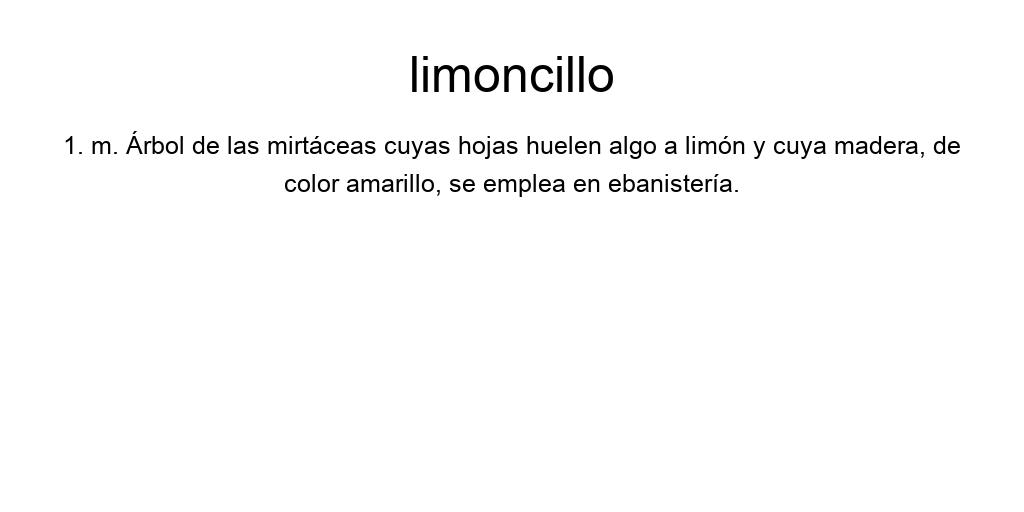 limoncillo
1. m. Árbol de las mirtáceas cuyas hojas huelen algo a limón y cuya madera, de
color amarillo, se emplea en ebanistería.